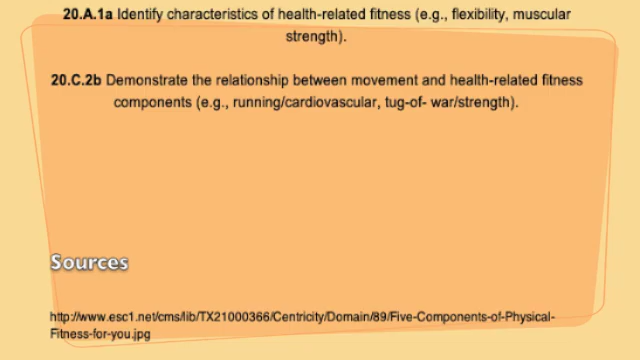 20.A.1a Identify characteristics of health-related fitness (e.g., flexibility, muscular
strength).
20.C.2b Demonstrate the relationship between movement and health-related fitness
components (e.g., running/cardiovascular, tug-of- war/strength).
Sources
http://www.esc1.net/cms/lib/TX21000366/Centricity/Domain/89/Five-Components-of-Physical-
Fitness-for-you.jpg